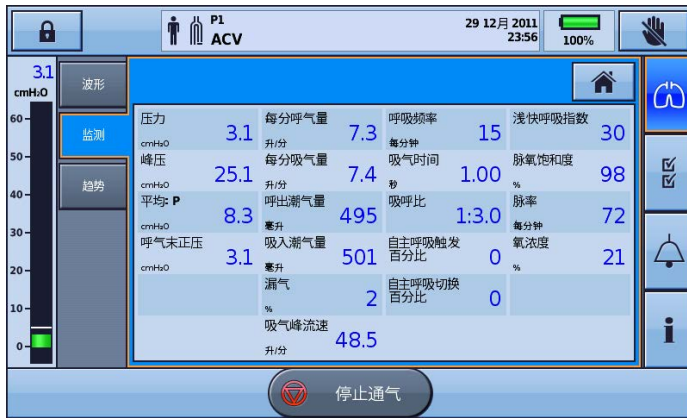 P1
ACV
29 12月 2011
23:56
100%
3.1
cmH₂O
60
50
40
30
20
10
0
波形
监测
趋势
压力
cmH₂O
3.1
每分呼气量
升/分
7.3
呼吸频率
每分钟
15
浅快呼吸指数
30
峰压
cmH₂O
25.1
每分吸气量
升/分
7.4
吸气时间
秒
1.00
脉氧饱和度
%
98
平均: P
cmH₂O
8.3
呼出潮气量
毫升
495
吸呼比
1:3.0
脉率
每分钟
72
呼气末正压
cmH₂O
3.1
吸入潮气量
毫升
501
自主呼吸触发
百分比
0
氧浓度
%
21
漏气
%
2
自主呼吸切换
百分比
0
吸气峰流速
升/分
48.5
停止通气